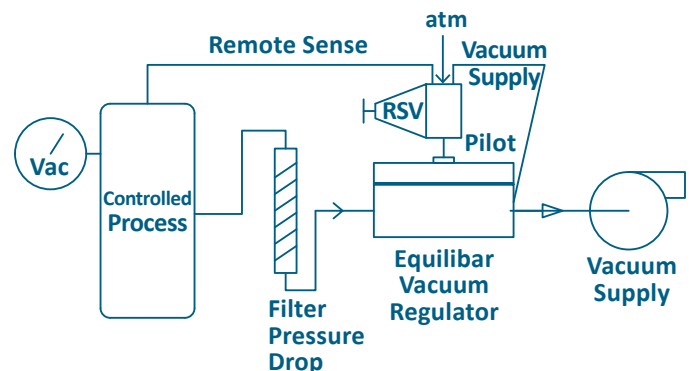 atm
Remote Sense
Vacuum
Supply
RSV
Pilot
Vac
Controlled
Process
Equilibar
Vacuum
Regulator
Vacuum
Supply
Filter
Pressure
Drop